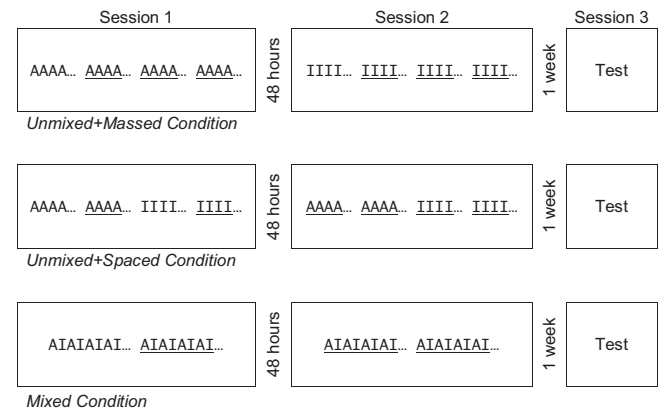 Session 1 Session 2 Session 3
AAAA… AAAA… AAAA… AAAA… 48 hours IIII… IIII… IIII… IIII… 1 week Test
Unmixed+Massed Condition
AAAA… AAAA… IIII… IIII… 48 hours AAAA… AAAA… IIII… IIII… 1 week Test
Unmixed+Spaced Condition
AIAIAIAI… AIAIAIAI… 48 hours AIAIAIAI… AIAIAIAI… 1 week Test
Mixed Condition